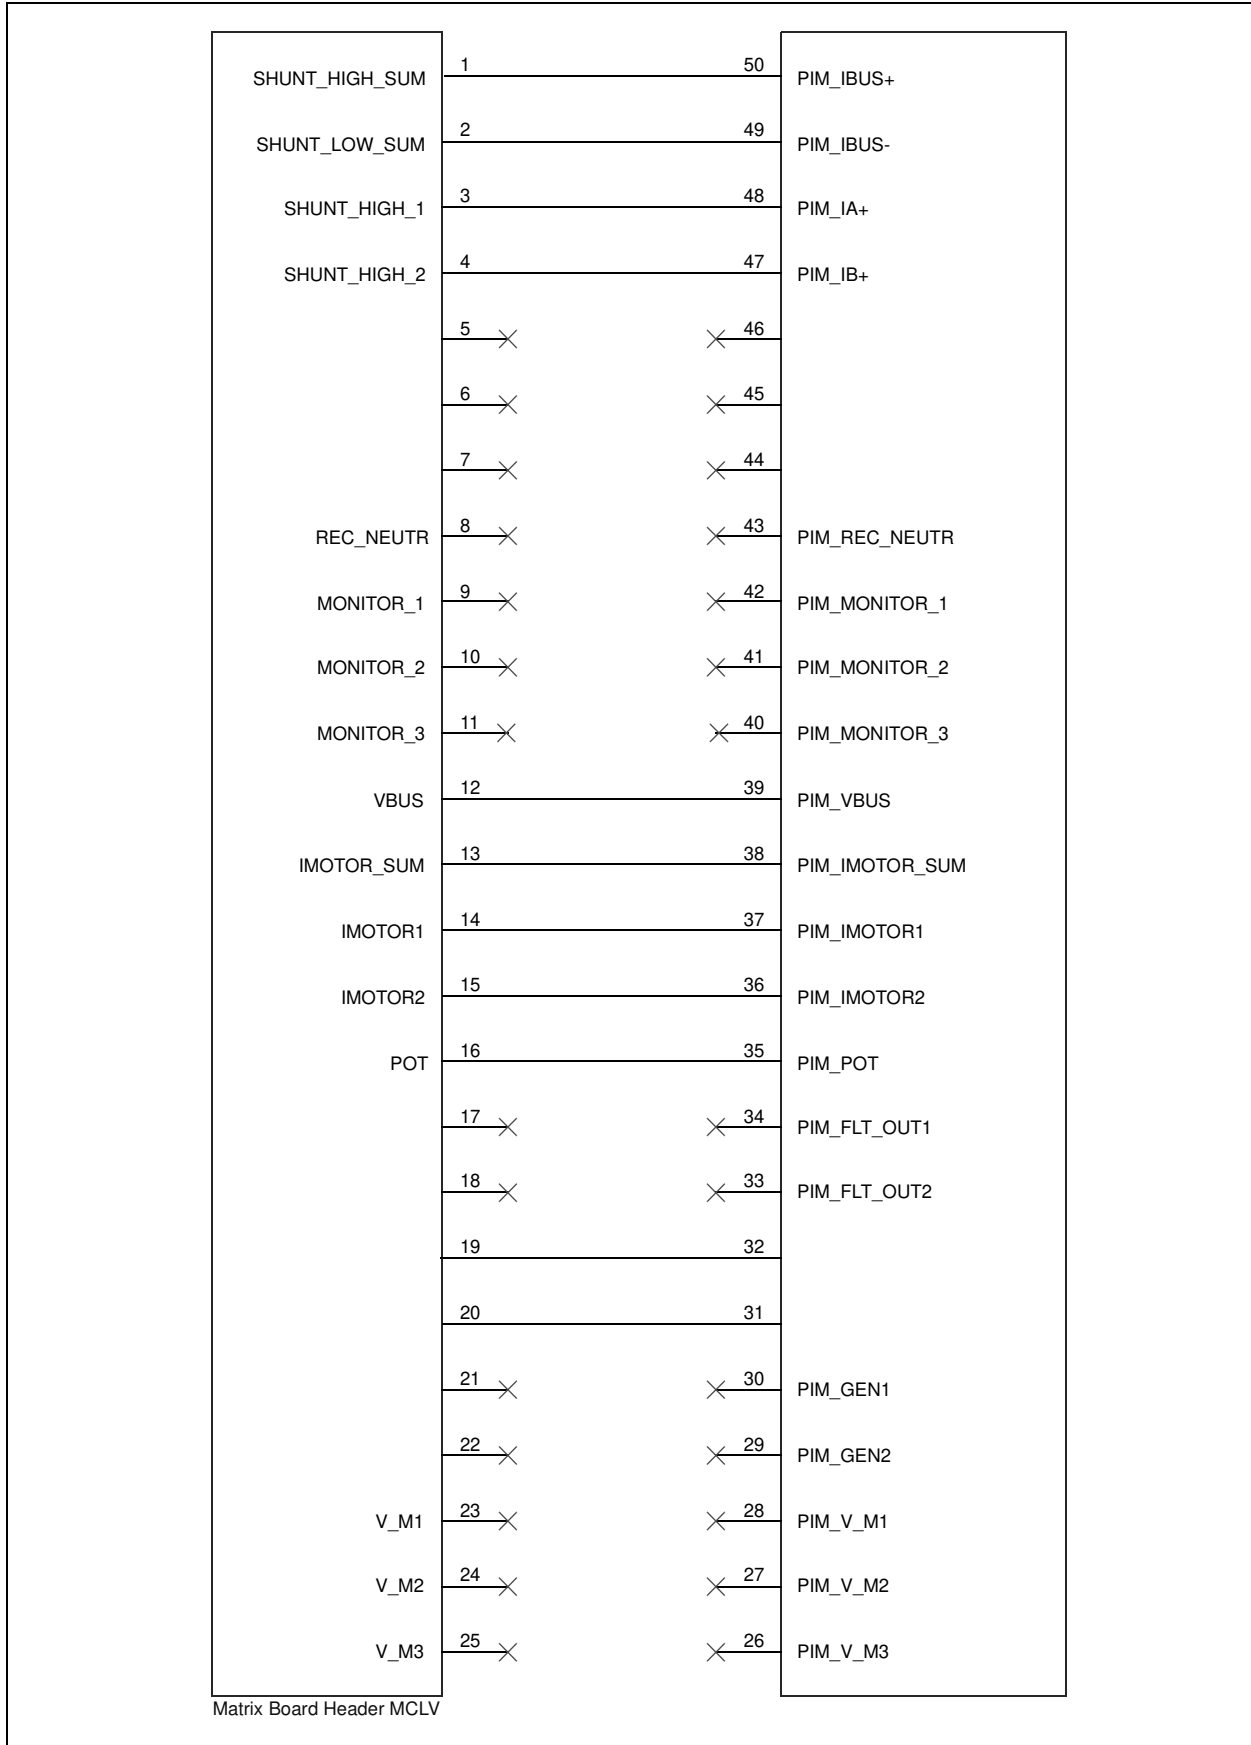 1 50
SHUNT_HIGH_SUM PIM_IBUS+
2 49
SHUNT_LOW_SUM PIM_IBUS-
3 48
SHUNT_HIGH_1 PIM_IA+
4 47
SHUNT_HIGH_2 PIM_IB+
5 46
6 45
7 44
8 43
REC_NEUTR PIM_REC_NEUTR
9 42
MONITOR_1 PIM_MONITOR_1
10 41
MONITOR_2 PIM_MONITOR_2
11 40
MONITOR_3 PIM_MONITOR_3
12 39
VBUS PIM_VBUS
13 38
IMOTOR_SUM PIM_IMOTOR_SUM
14 37
IMOTOR1 PIM_IMOTOR1
15 36
IMOTOR2 PIM_IMOTOR2
16 35
POT PIM_POT
17 34
PIM_FLT_OUT1
18 33
PIM_FLT_OUT2
19 32
20 31
21 30
PIM_GEN1
22 29
PIM_GEN2
23 28
V_M1 PIM_V_M1
24 27
V_M2 PIM_V_M2
25 26
V_M3 PIM_V_M3
Matrix Board Header MCLV